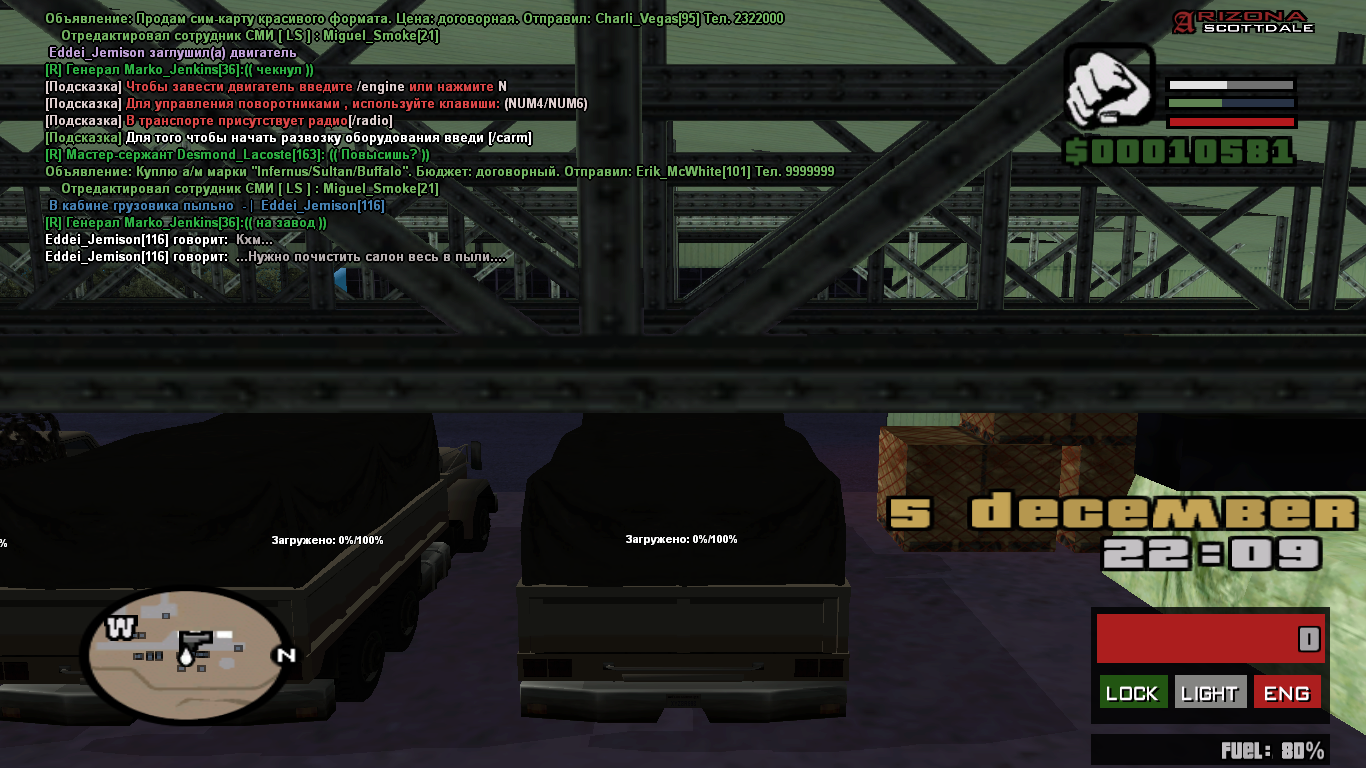 Объявление: Продам сим-карту красивого формата. Цена: договорная. Отправил: Charli_Vegas[95] Тел. 2322000
Отредактировал сотрудник СМИ [ LS ] : Miguel_Smoke[21]
Eddei_Jemison заглушил(а) двигатель
[R] Генерал Marko_Jenkins[36]:(( чекнул ))
[Подсказка] Чтобы завести двигатель введите /engine или нажмите N
[Подсказка] Для управления поворотниками , используйте клавиши: (NUM4/NUM6)
[Подсказка] В транспорте присутствует радио[/radio]
[Подсказка] Для того чтобы начать развозку оборудования введи [/carm]
[R] Мастер-сержант Desmond_Lacoste[163]: (( Повысишь? ))
Объявление: Куплю а/м марки "Infernus/Sultan/Buffalo". Бюджет: договорный. Отправил: Erik_McWhite[101] Тел. 9999999
Отредактировал сотрудник СМИ [ LS ] : Miguel_Smoke[21]
В кабине грузовика пыльно - | Eddei_Jemison[116]
[R] Генерал Marko_Jenkins[36]:(( на завод ))
Eddei_Jemison[116] говорит: Кхм...
Eddei_Jemison[116] говорит: ...Нужно почистить салон весь в пыли....
ARIZONA
SCOTTDALE
$00010581
5 december
22:09
%
Загружено: 0%/100%
Загружено: 0%/100%
W
N
0
LOCK
LIGHT
ENG
FUEL: 80%